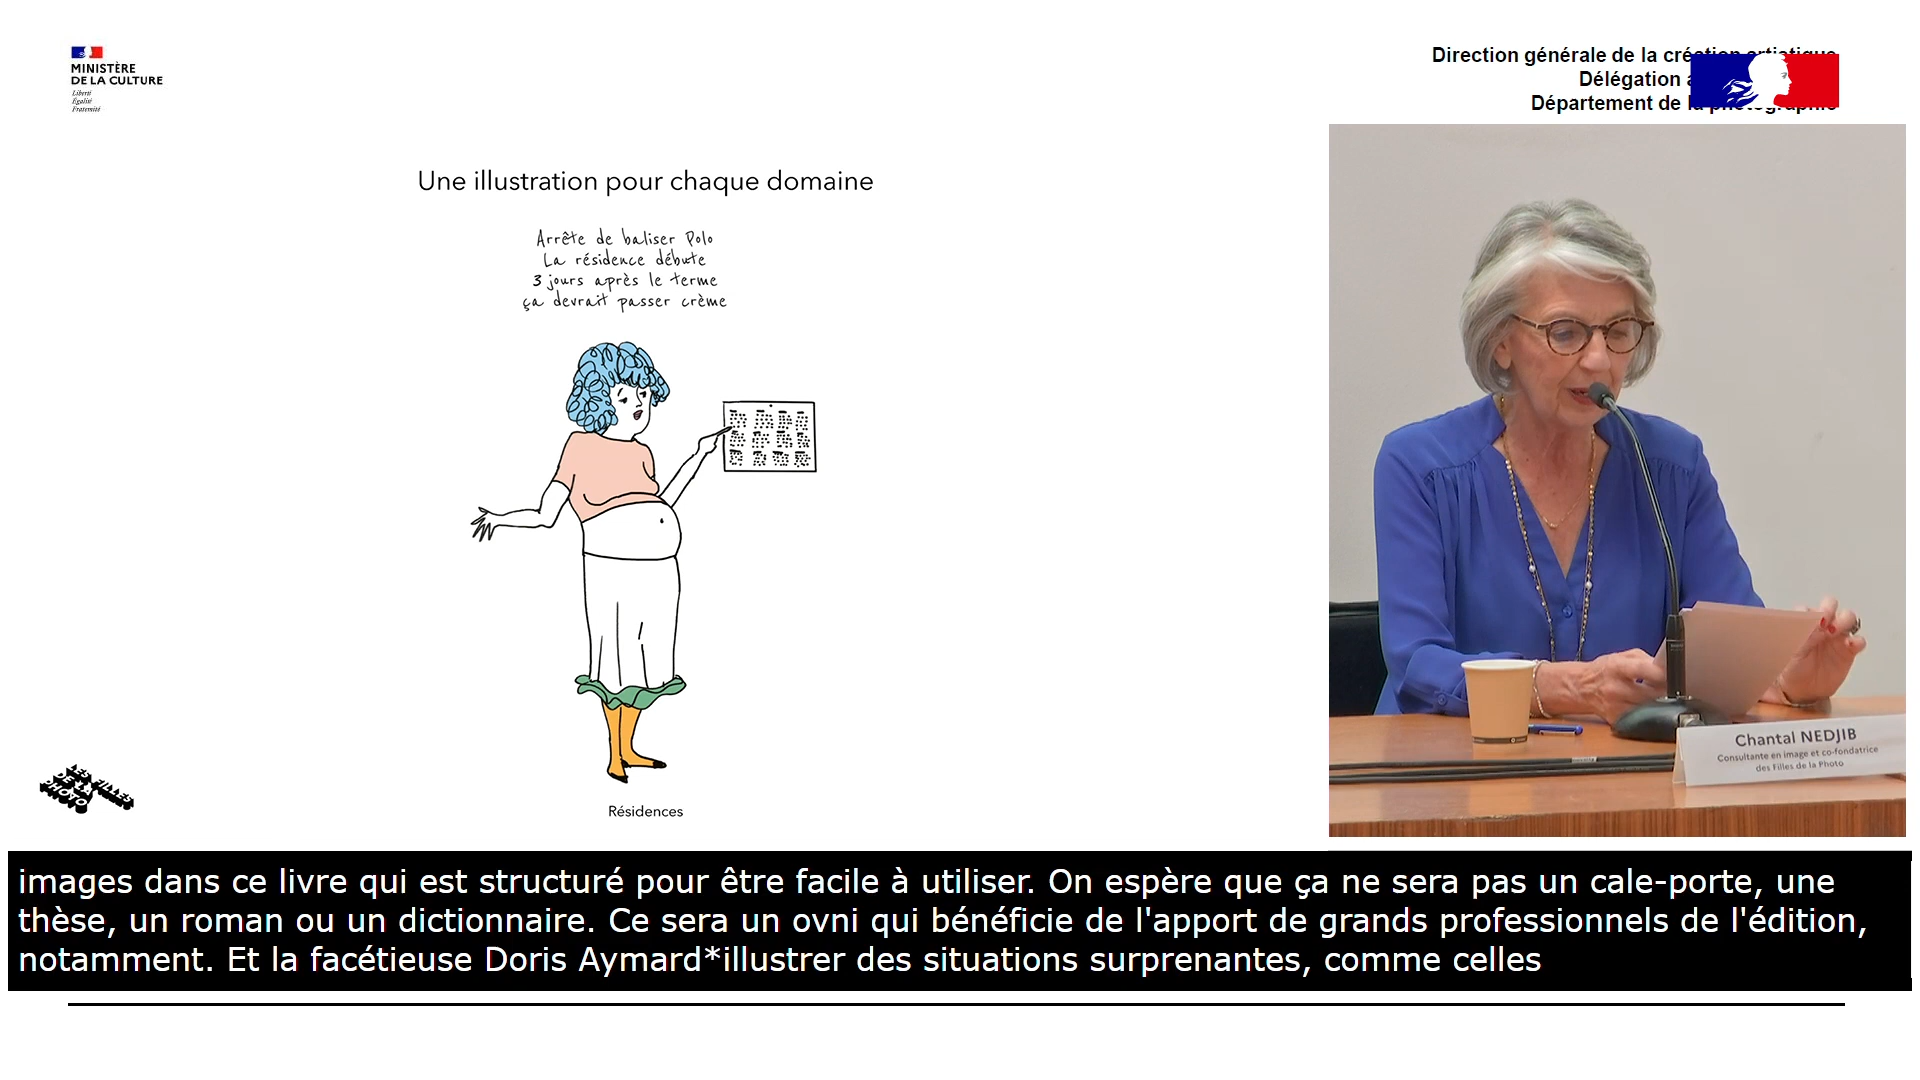 MINISTÈRE
DE LA CULTURE
Liberté
Égalité
Fraternité
Direction générale de la création artistique
Délégation
Département de la photographie
Une illustration pour chaque domaine
Arrête de baliser Polo
La résidence débute
3 jours après le terme
ça devrait passer crème
Résidences
LES FILLES
DE LA
PHOTO
Chantal NEDJIB
Consultante en image et co-fondatrice
des Filles de la Photo
images dans ce livre qui est structuré pour être facile à utiliser. On espère que ça ne sera pas un cale-porte, une
thèse, un roman ou un dictionnaire. Ce sera un ovni qui bénéficie de l'apport de grands professionnels de l'édition,
notamment. Et la facétieuse Doris Aymard*illustrer des situations surprenantes, comme celles